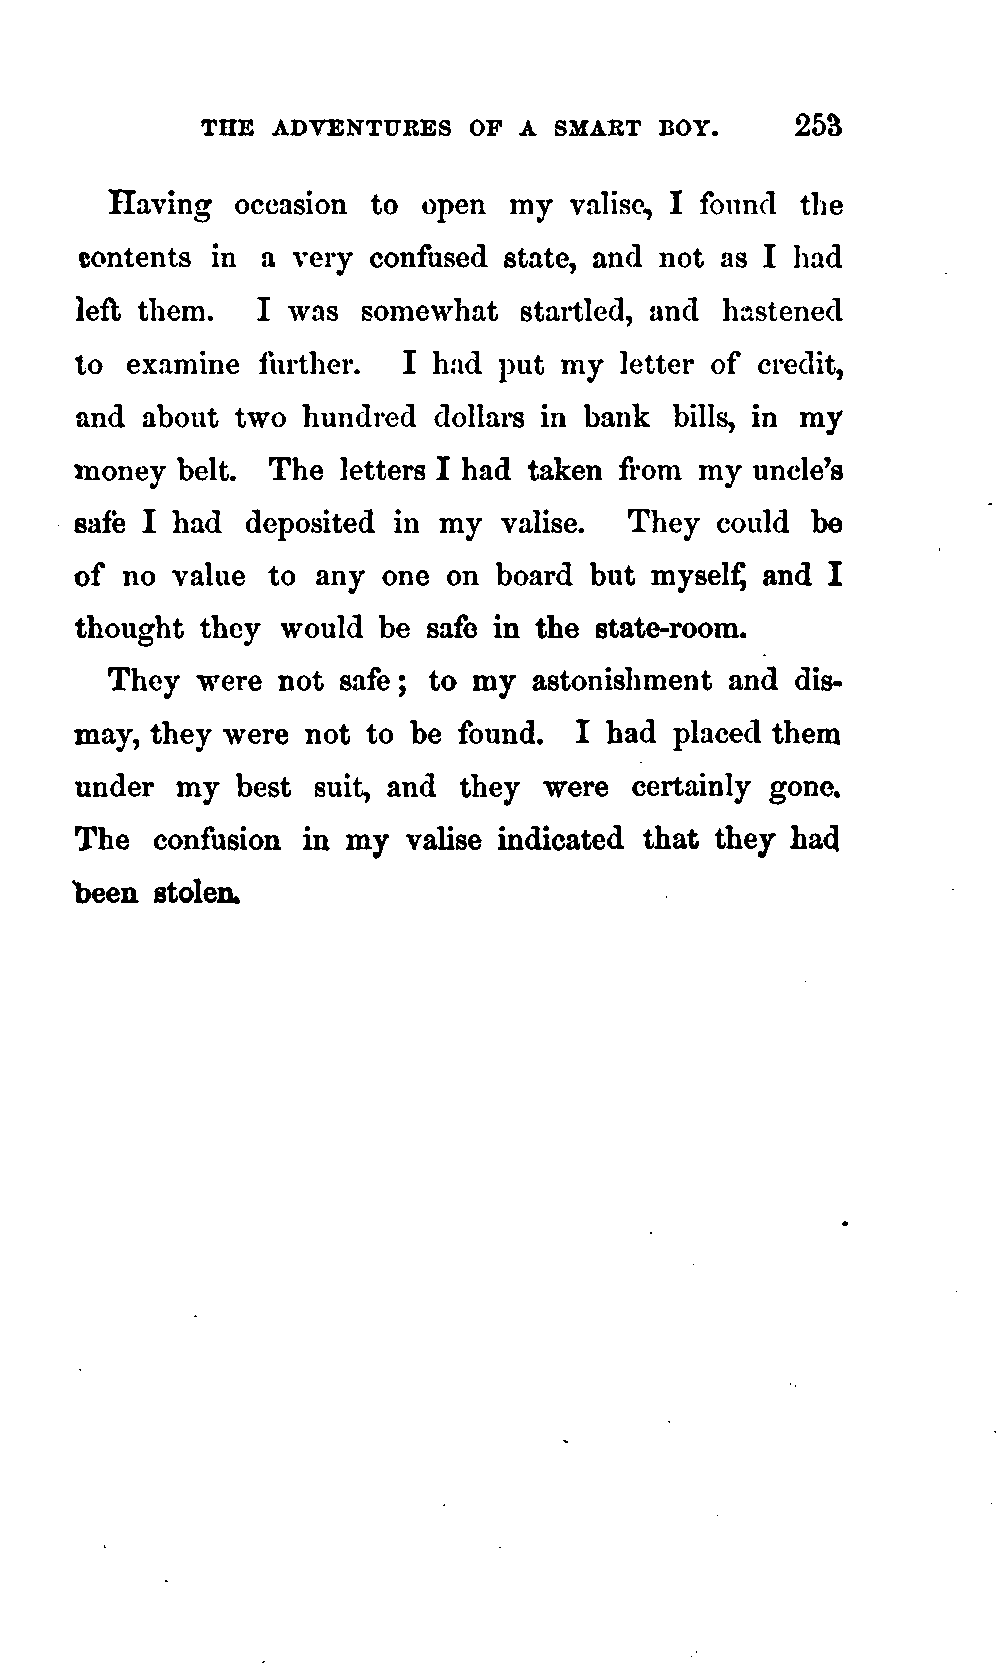 THE ADVENTURES OF A SMART BOY. 253
Having occasion to open my valise, I found the
contents in a very confused state, and not as I had
left them. I was somewhat startled, and hastened
to examine further. I had put my letter of credit,
and about two hundred dollars in bank bills, in my
money belt. The letters I had taken from my uncle's
safe I had deposited in my valise. They could be
of no value to any one on board but myself, and I
thought they would be safe in the state-room.
They were not safe; to my astonishment and dis-
may, they were not to be found. I had placed them
under my best suit, and they were certainly gone.
The confusion in my valise indicated that they had
been stolen.